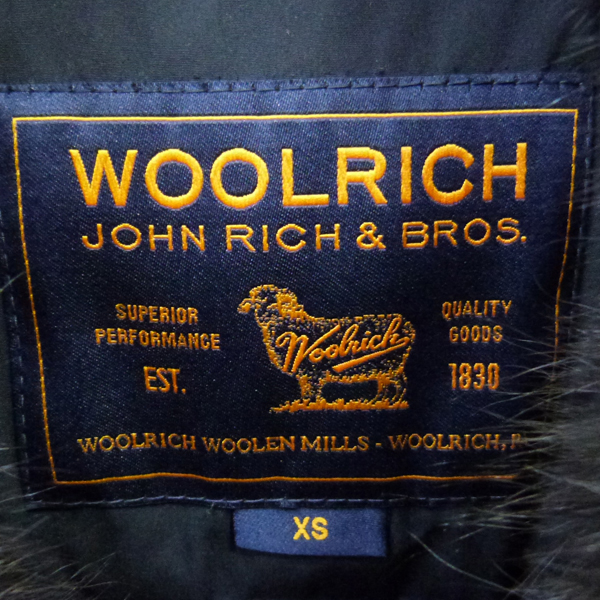 WOOLRICH
JOHN RICH & BROS.
SUPERIOR
PERFORMANCE
EST.
Woolrich
QUALITY
GOODS
1830
WOOLRICH WOOLEN MILLS - WOOLRICH,
XS